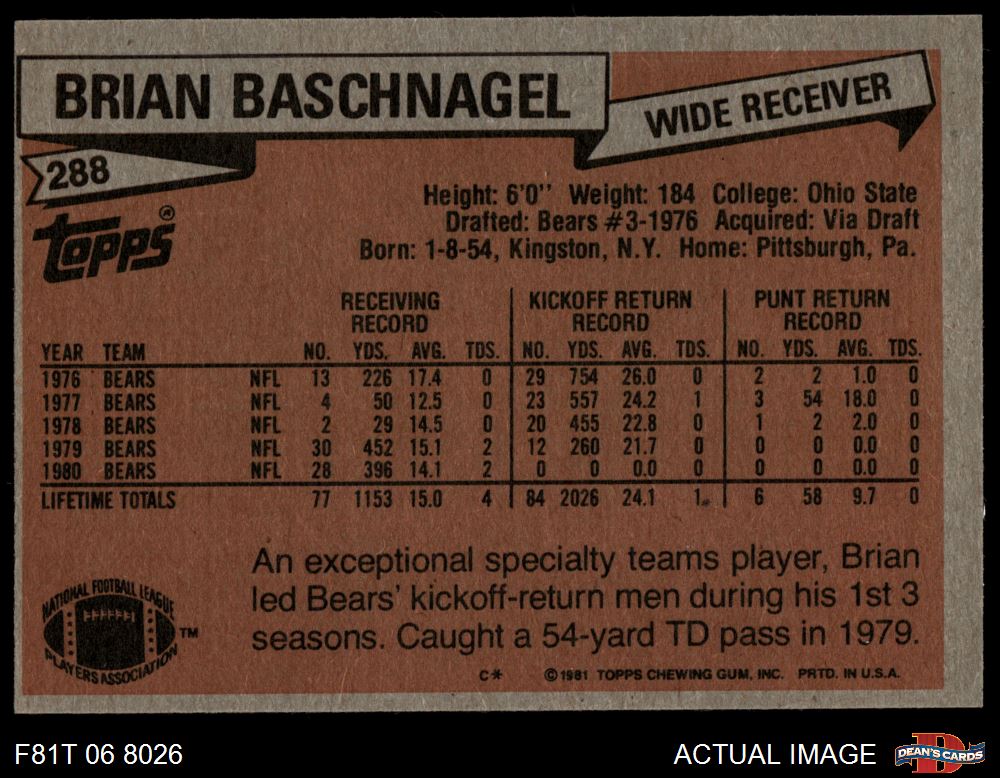 BRIAN BASCHNAGEL
WIDE RECEIVER
288
topps®
Height: 6'0'' Weight: 184 College: Ohio State
Drafted: Bears #3-1976 Acquired: Via Draft
Born: 1-8-54, Kingston, N.Y. Home: Pittsburgh, Pa.
RECEIVING RECORD KICKOFF RETURN RECORD PUNT RETURN RECORD
YEAR TEAM NO. YDS. AVG. TDS. NO. YDS. AVG. TDS. NO. YDS. AVG. TDS.
1976 BEARS NFL 13 226 17.4 0 29 754 26.0 0 2 2 1.0 0
1977 BEARS NFL 4 50 12.5 0 23 557 24.2 1 3 54 18.0 0
1978 BEARS NFL 2 29 14.5 0 20 455 22.8 0 1 2 2.0 0
1979 BEARS NFL 30 452 15.1 2 12 260 21.7 0 0 0 0.0 0
1980 BEARS NFL 28 396 14.1 2 0 0 0.0 0 0 0 0.0 0
LIFETIME TOTALS 77 1153 15.0 4 84 2026 24.1 1 6 58 9.7 0
An exceptional specialty teams player, Brian
led Bears' kickoff-return men during his 1st 3
seasons. Caught a 54-yard TD pass in 1979.
NATIONAL FOOTBALL LEAGUE
PLAYERS ASSOCIATION
TM
C* ©1981 TOPPS CHEWING GUM, INC. PRTD. IN U.S.A.
F81T 06 8026
ACTUAL IMAGE
D
DEAN'S CARDS